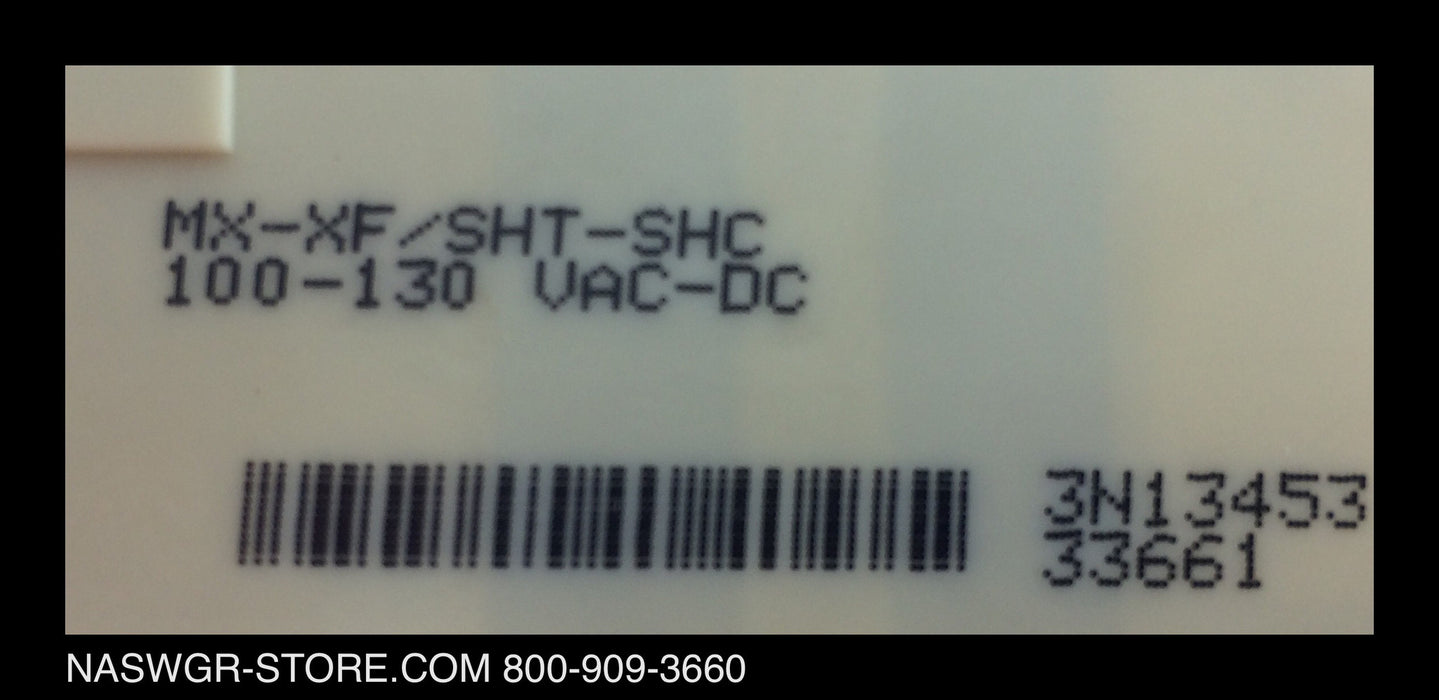 MX-XF/SHT-SHC
100-130 VAC-DC
3N13453
33661
NASWGR-STORE.COM 800-909-3660